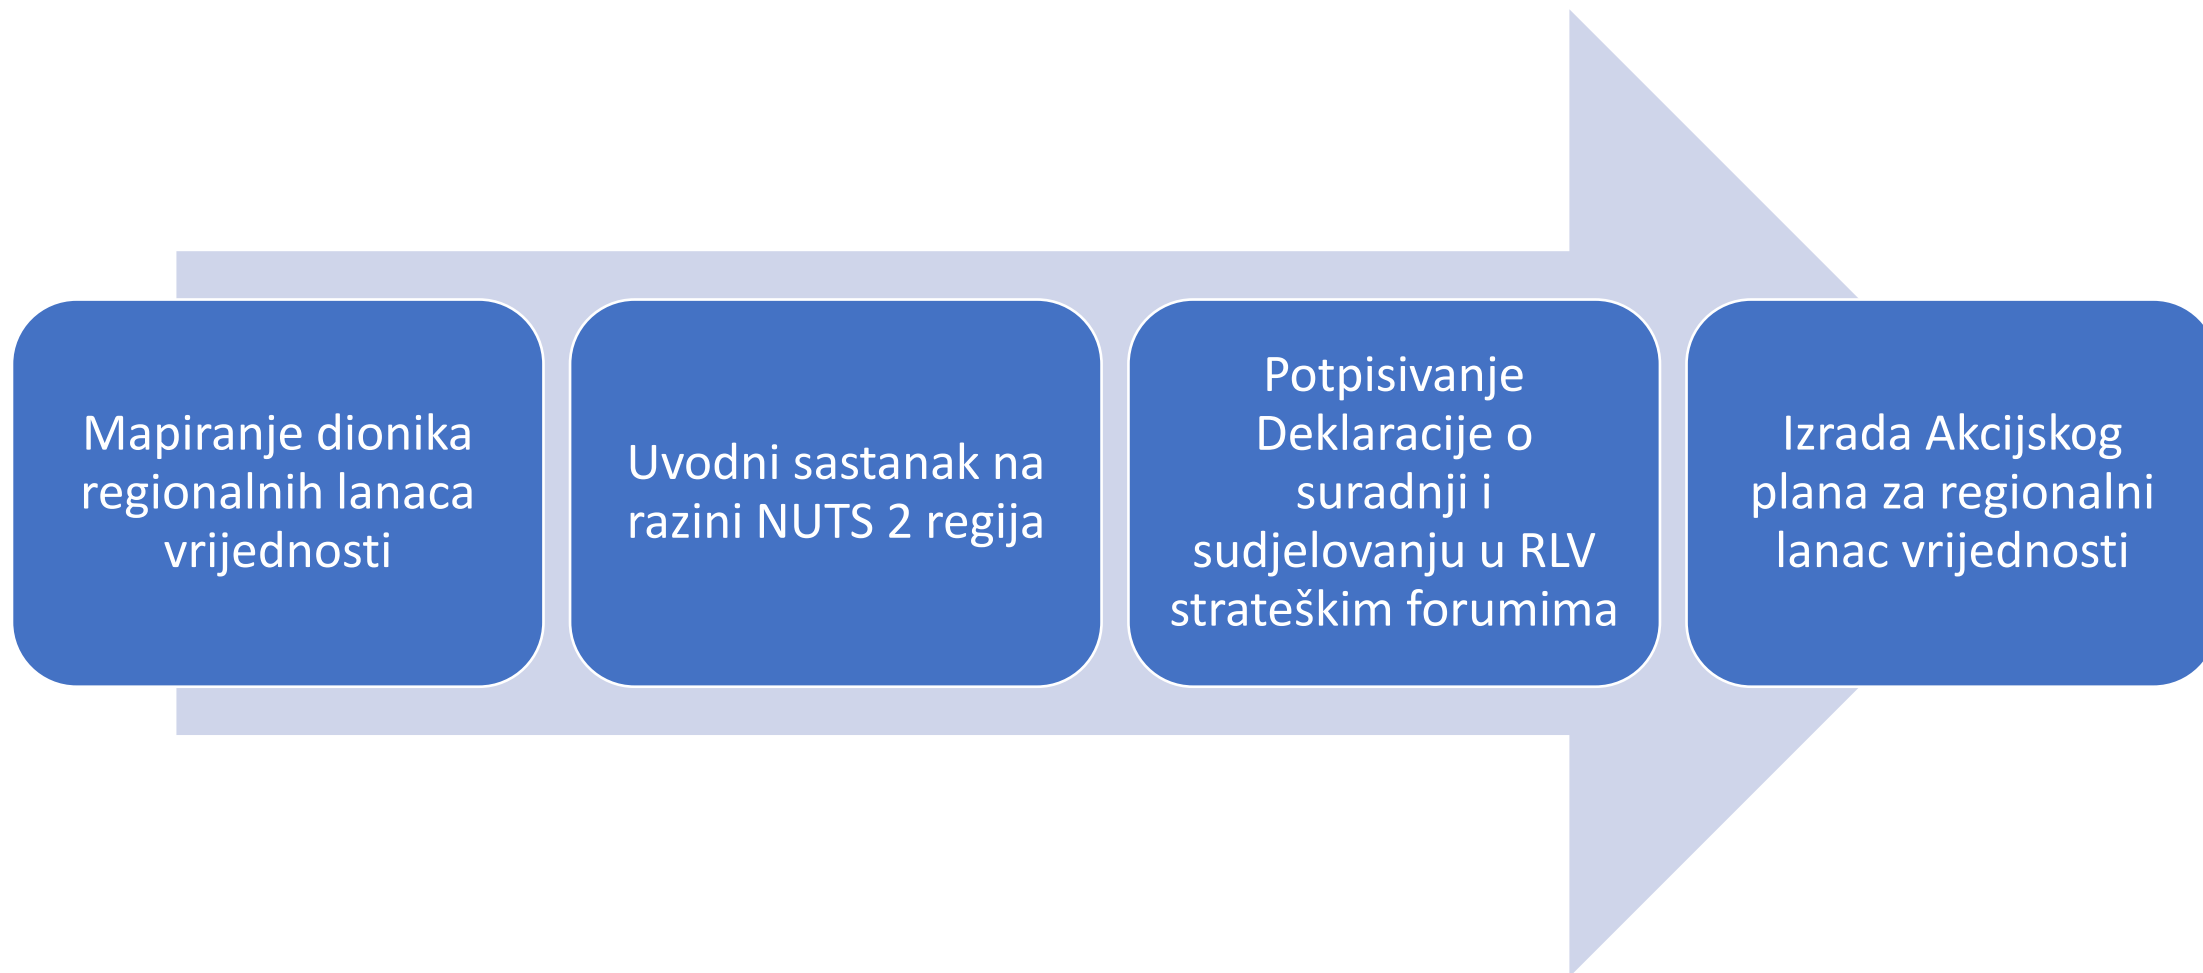 Mapiranje dionika
regionalnih lanaca
vrijednosti
Uvodni sastanak na
razini NUTS 2 regija
Potpisivanje
Deklaracije o
suradnji i
sudjelovanju u RLV
strateškim forumima
Izrada Akcijskog
plana za regionalni
lanac vrijednosti